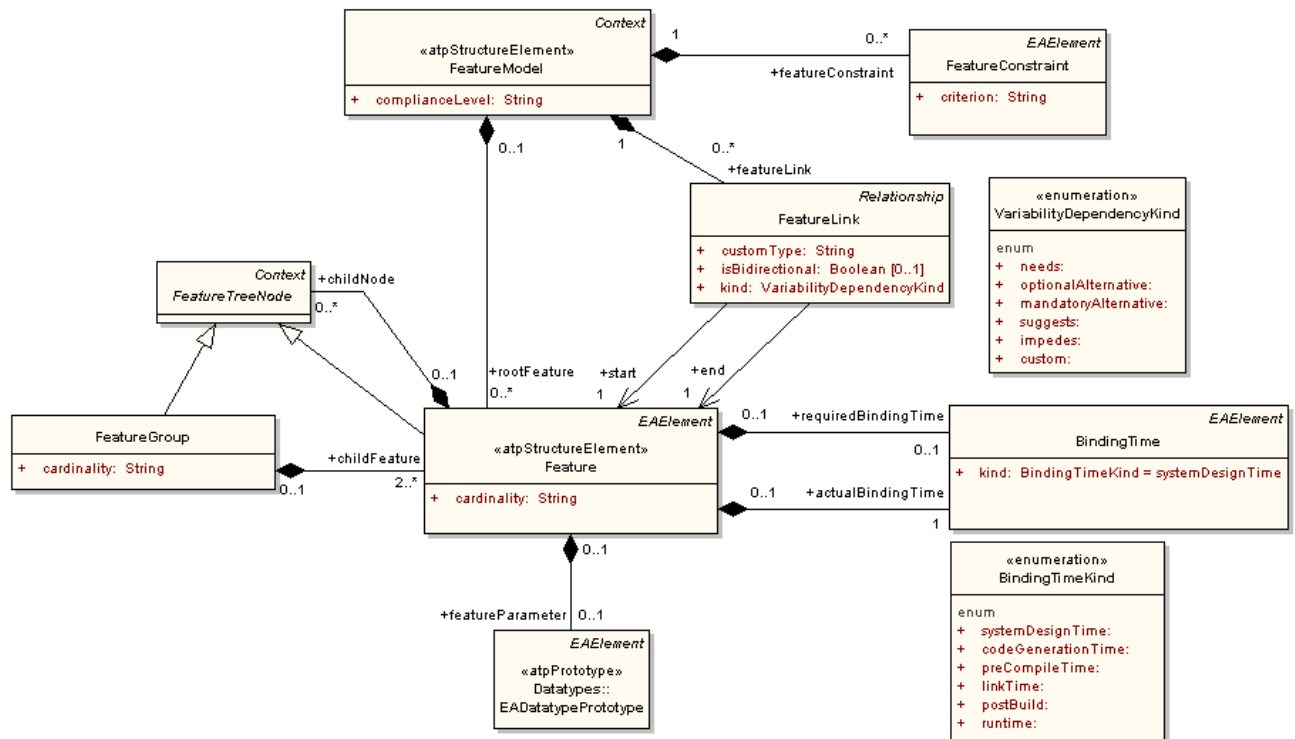 Context
«atpStructureElement»
FeatureModel
+ complianceLevel: String
1
0..*
+featureConstraint
EAElement
FeatureConstraint
+ criterion: String
0..1
1
0..*
+featureLink
Relationship
FeatureLink
+ customType: String
+ isBidirectional: Boolean [0..1]
+ kind: VariabilityDependencyKind
«enumeration»
VariabilityDependencyKind
enum
+ needs:
+ optionalAlternative:
+ mandatoryAlternative:
+ suggests:
+ impedes:
+ custom:
Context
FeatureTreeNode
+childNode
0..*
0..1
+rootFeature
0..*
+start
1
+end
1
FeatureGroup
+ cardinality: String
0..1
+childFeature
2..*
EAElement
«atpStructureElement»
Feature
+ cardinality: String
0..1
+requiredBindingTime
0..1
0..1
+actualBindingTime
1
EAElement
BindingTime
+ kind: BindingTimeKind = systemDesignTime
0..1
+featureParameter
0..1
EAElement
«atpPrototype»
Datatypes::
EADatatypePrototype
«enumeration»
BindingTimeKind
enum
+ systemDesignTime:
+ codeGenerationTime:
+ preCompileTime:
+ linkTime:
+ postBuild:
+ runtime: